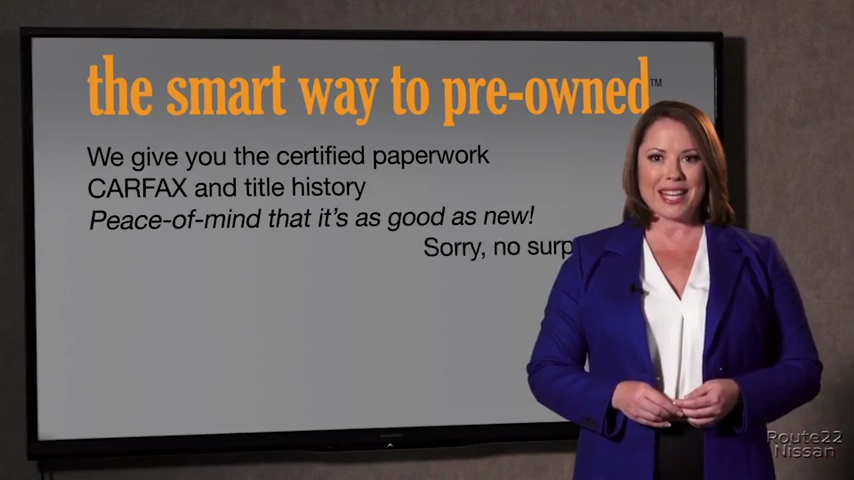 the smart way to pre-owned™
We give you the certified paperwork
CARFAX and title history
Peace-of-mind that it's as good as new!
Sorry, no surp
Route22
Nissan